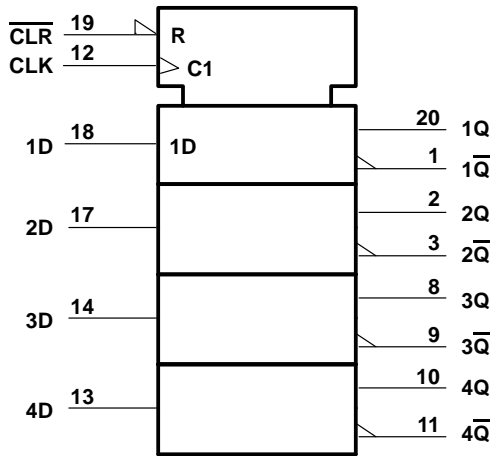 C̅L̅R̅ 19 R
CLK 12 C1
20 1Q
1D 18 1D
1 1Q̅
2 2Q
2D 17
3 2Q̅
8 3Q
3D 14
9 3Q̅
10 4Q
4D 13
11 4Q̅